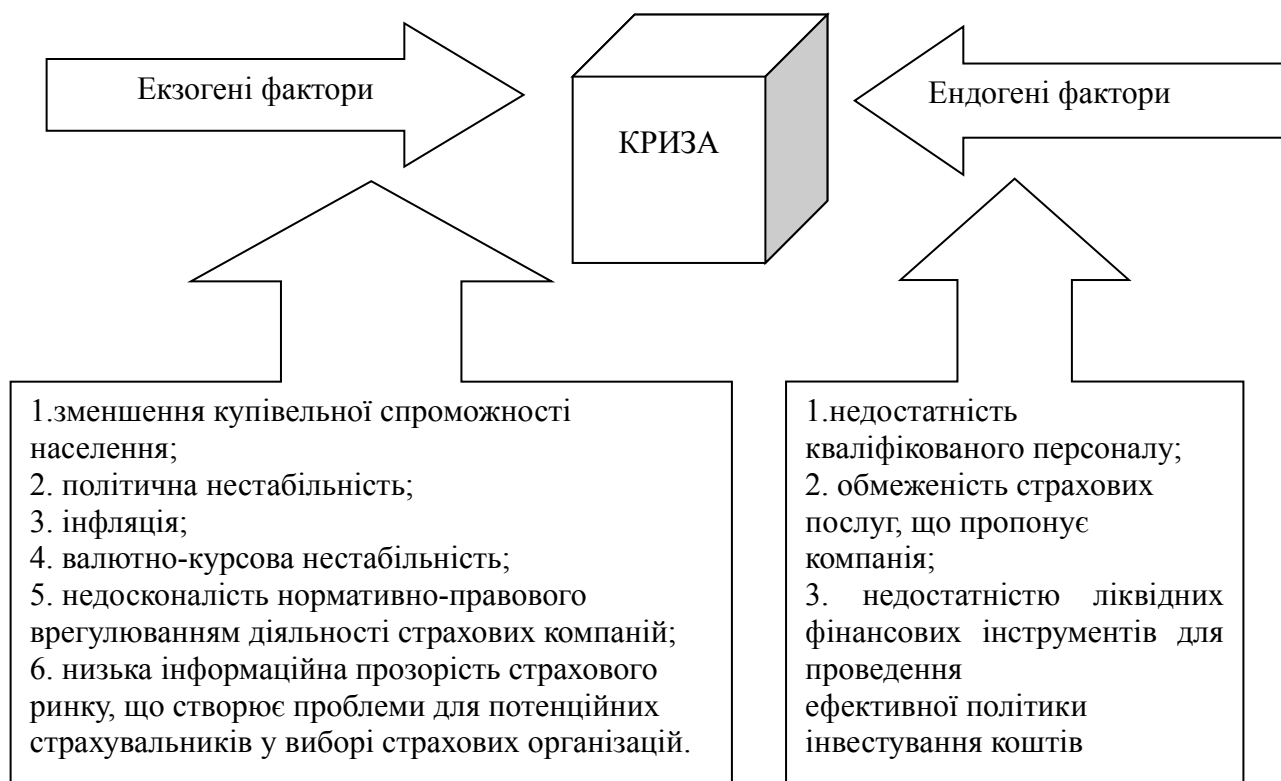 Екзогені фактори
КРИЗА
Ендогені фактори
1.зменшення купівельної спроможності
населення;
2. політична нестабільність;
3. інфляція;
4. валютно-курсова нестабільність;
5. недосконалість нормативно-правового
врегулюванням діяльності страхових компаній;
6. низька інформаційна прозорість страхового
ринку, що створює проблеми для потенційних
страхувальників у виборі страхових організацій.
1.недостатність
кваліфікованого персоналу;
2. обмеженість страхових
послуг, що пропонує
компанія;
3. недостатністю ліквідних
фінансових інструментів для
проведення
ефективної політики
інвестування коштів